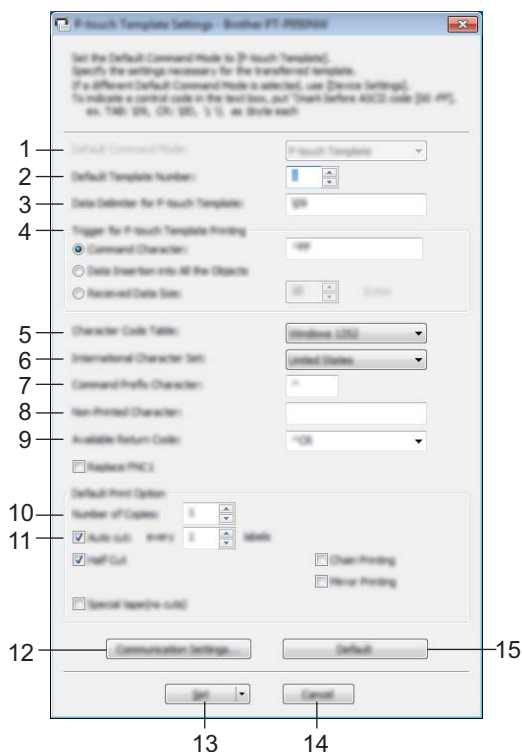 P-touch Template Settings - Brother PT-P950NW
Set the Default Command Mode to [P-touch Template].
Specify the settings necessary for the transferred template.
If a different Default Command Mode is selected, use [Device Settings].
To indicate a control code in the text box, put "\"mark before ASCII code [00 -FF],
ex. TAB: \09, CR: \0D, \: \\ as 1byte each
1 Default Command Mode: P-touch Template
2 Default Template Number:
3 Data Delimiter for P-touch Template: \09
4 Trigger for P-touch Template Printing
Command Character: ^FF
Data Insertion into All the Objects
Received Data Size: bytes
5 Character Code Table: Windows 1252
6 International Character Set: United States
7 Command Prefix Character: ^
8 Non-Printed Character:
9 Available Return Code: ^CR
Replace FNC1
Default Print Option
10 Number of Copies: 1
11 Auto cut: every 1 labels
Half Cut Chain Printing
Mirror Printing
Special tape(no cuts)
12 Communication Settings... Default 15
Set Cancel
13 14